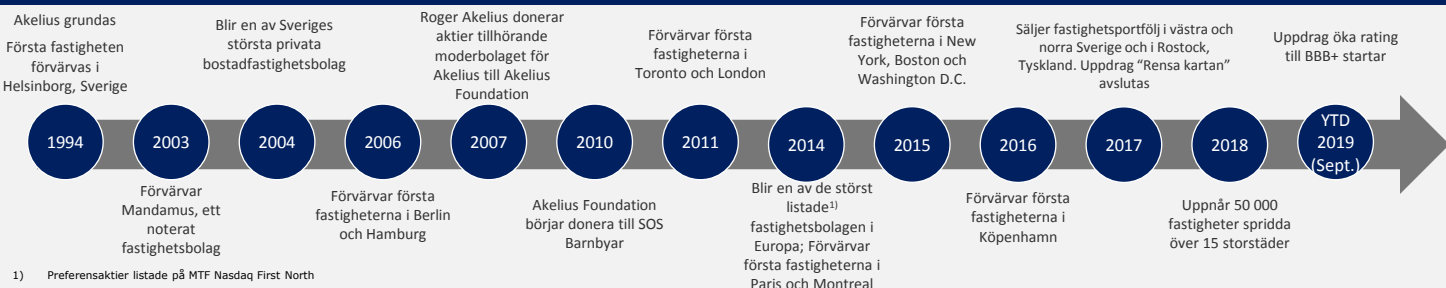 Akelius grundas
Första fastigheten
förvärvas i
Helsinborg, Sverige
Blir en av Sveriges
största privata
bostadfastighetsbolag
Roger Akelius donerar
aktier tillhörande
moderbolaget för
Akelius till Akelius
Foundation
Förvärvar första
fastigheterna i
Toronto och London
Förvärvar första
fastigheterna i New
York, Boston och
Washington D.C.
Säljer fastighetsportfölj i västra och
norra Sverige och i Rostock,
Tyskland. Uppdrag “Rensa kartan”
avslutas
Uppdrag öka rating
till BBB+ startar
1994
2003
2004
2006
2007
2010
2011
2014
2015
2016
2017
2018
YTD
2019
(Sept.)
Förvärvar
Mandamus, ett
noterat
fastighetsbolag
Förvärvar första
fastigheterna i Berlin
och Hamburg
Akelius Foundation
börjar donera till SOS
Barnbyar
Blir en av de störst
listade1)
fastighetsbolagen i
Europa; Förvärvar
första fastigheterna i
Paris och Montreal
Förvärvar första
fastigheterna i
Köpenhamn
Uppnår 50 000
fastigheter spridda
över 15 storstäder
1) Preferensaktier listade på MTF Nasdaq First North